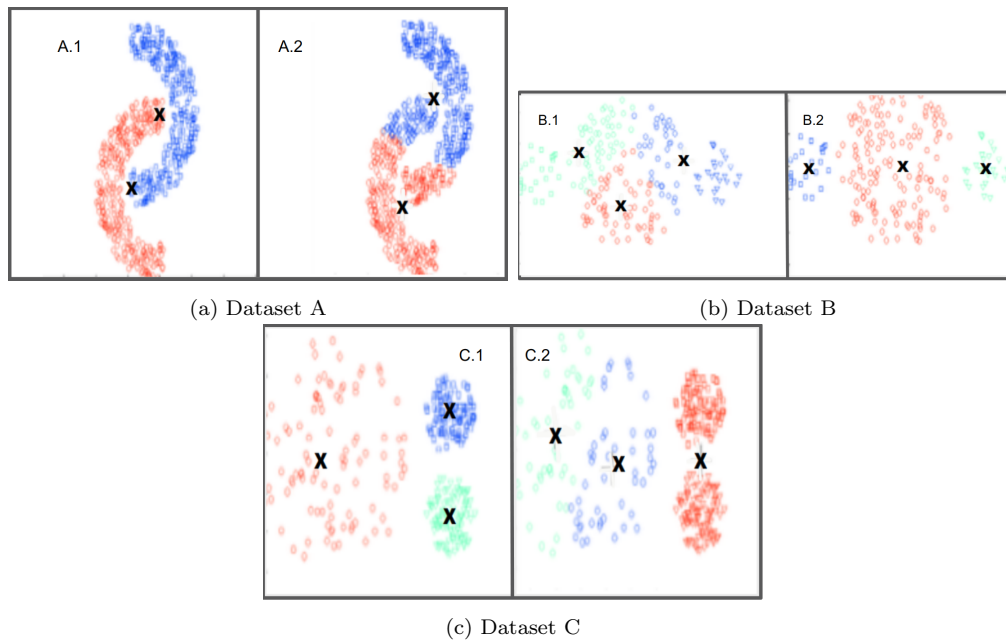 A.1
A.2
X
X
X
X
(a) Dataset A
B.1
B.2
X
X
X
X
X
X
(b) Dataset B
C.1
C.2
X
X
X
X
X
X
(c) Dataset C